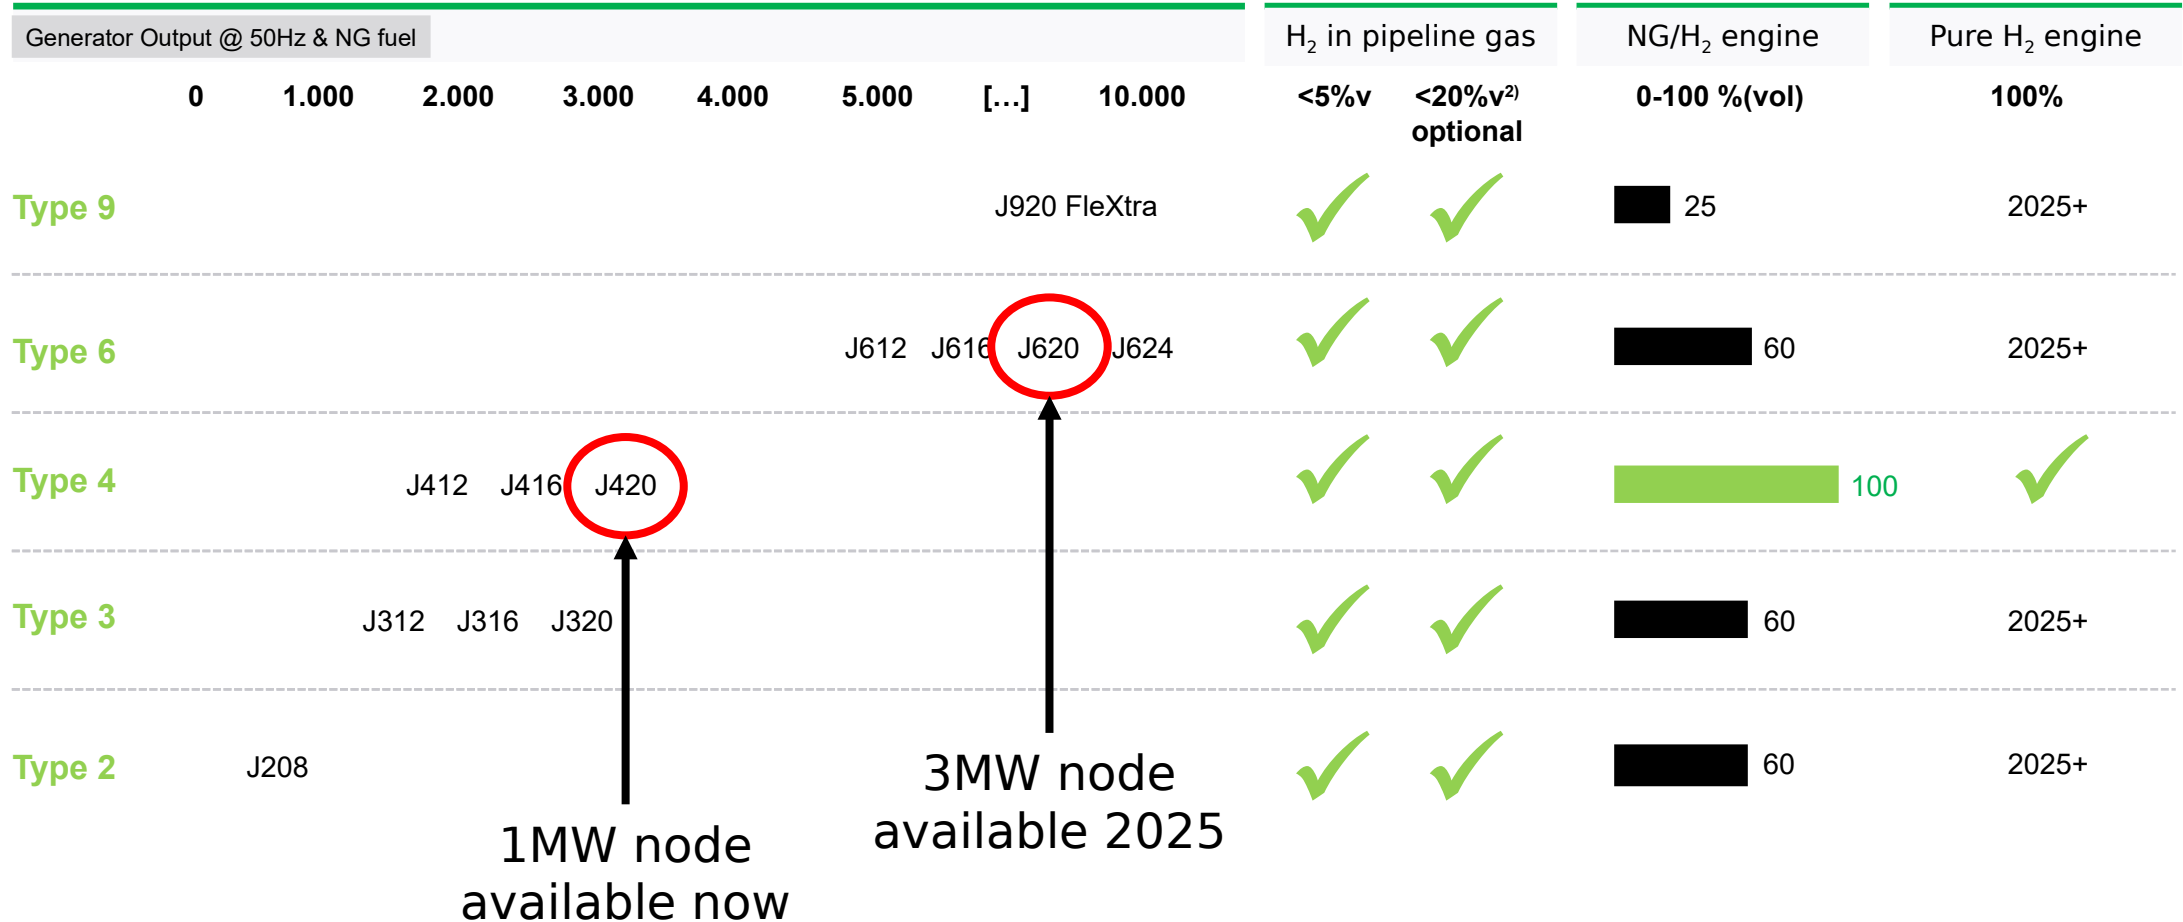 Generator Output @ 50Hz & NG fuel
H₂ in pipeline gas
NG/H₂ engine
Pure H₂ engine
0 1.000 2.000 3.000 4.000 5.000 [...] 10.000
<5%v <20%v²⁾ 0-100 %(vol) 100%
optional
Type 9 J920 FleXtra 25 2025+
Type 6 J612 J616 J620 J624 60 2025+
Type 4 J412 J416 J420 100
Type 3 J312 J316 J320 60 2025+
Type 2 J208 60 2025+
3MW node
available 2025
1MW node
available now